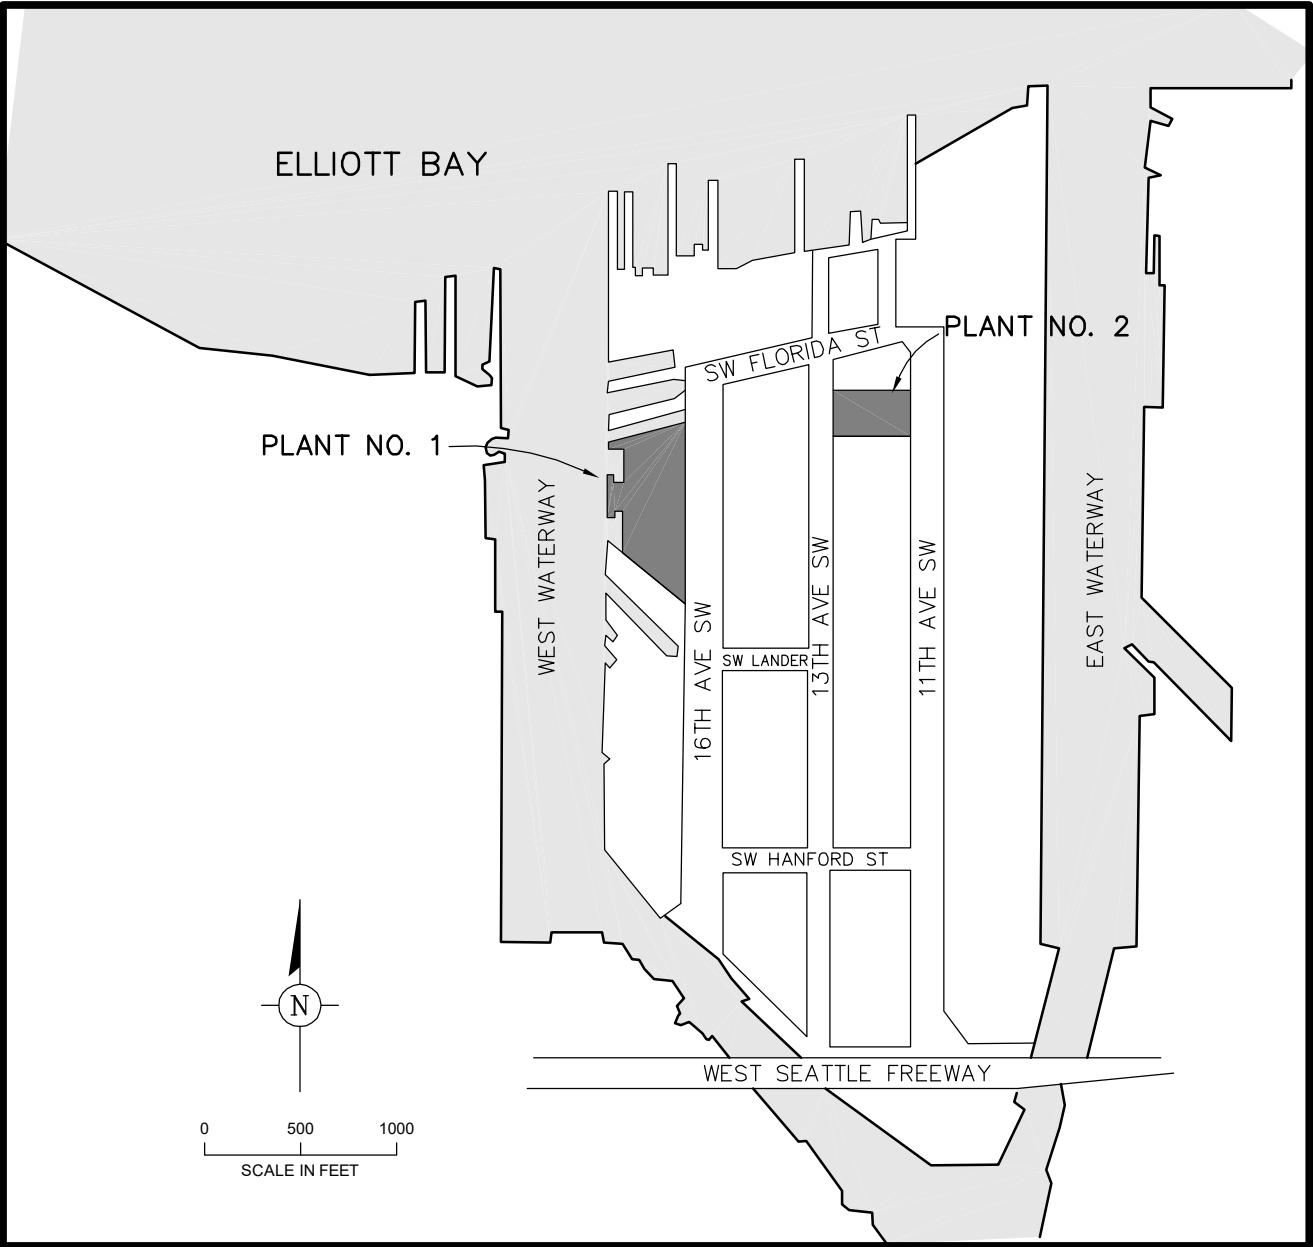 ELLIOTT BAY
PLANT NO. 2
SW FLORIDA ST
PLANT NO. 1
WEST WATERWAY
EAST WATERWAY
16TH AVE SW
13TH AVE SW
11TH AVE SW
SW LANDER
SW HANFORD ST
N
WEST SEATTLE FREEWAY
0 500 1000
SCALE IN FEET